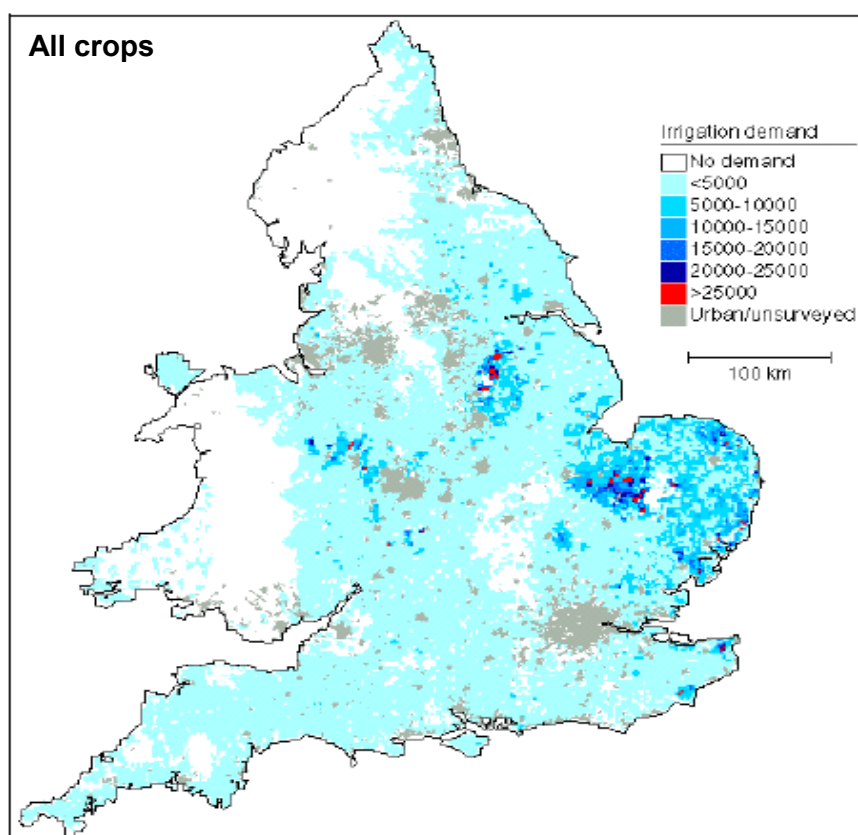 All crops
Irrigation demand
No demand
<5000
5000-10000
10000-15000
15000-20000
20000-25000
>25000
Urban/unsurveyed
100 km